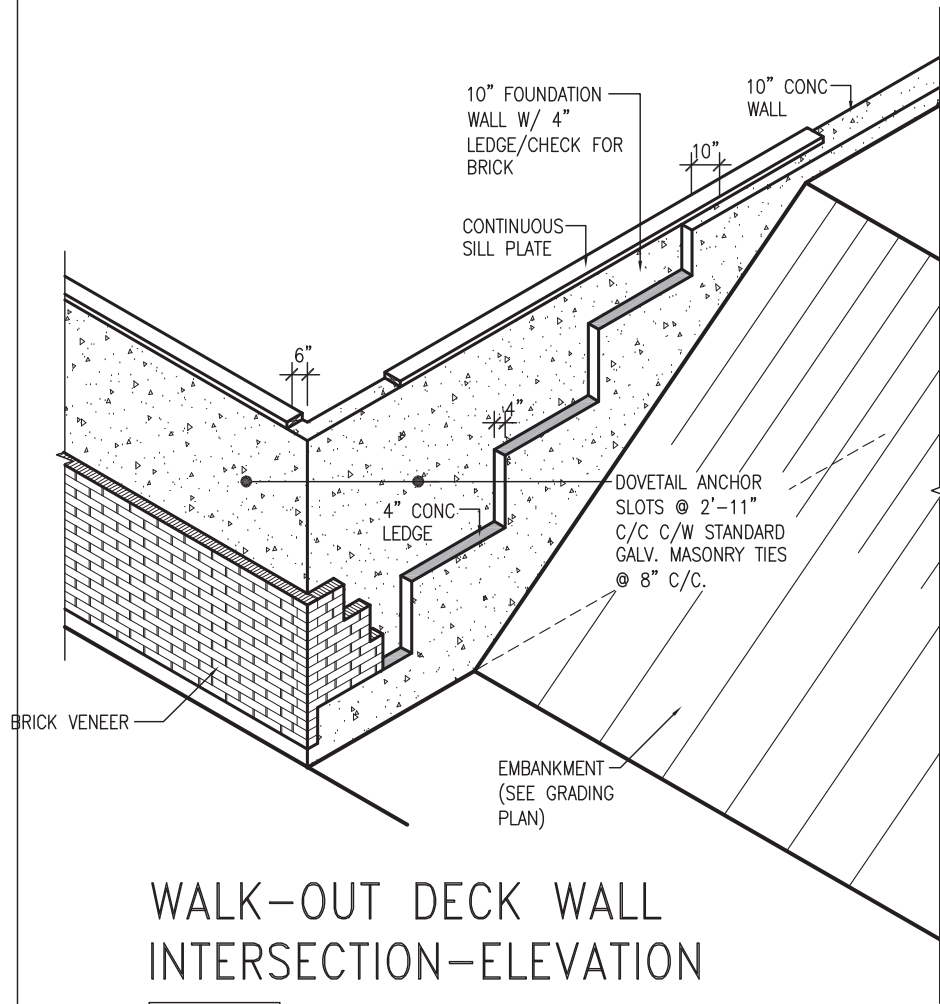 10" FOUNDATION
WALL W/ 4"
LEDGE/CHECK FOR
BRICK
10" CONC
WALL
10"
CONTINUOUS
SILL PLATE
6"
4"
DOVETAIL ANCHOR
SLOTS @ 2'-11"
C/C C/W STANDARD
GALV. MASONRY TIES
@ 8" C/C.
4" CONC
LEDGE
BRICK VENEER
EMBANKMENT
(SEE GRADING
PLAN)
WALK-OUT DECK WALL
INTERSECTION-ELEVATION